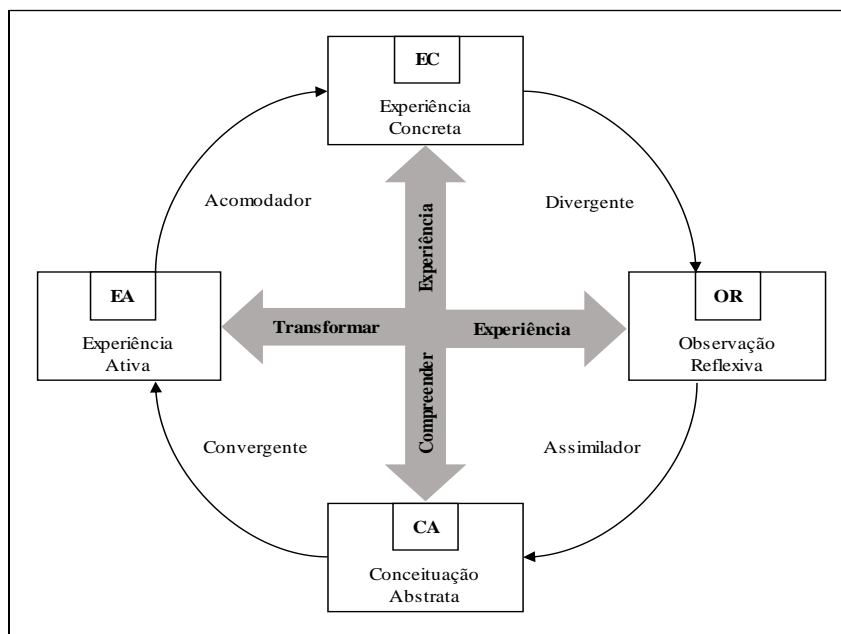 EC
Experiência
Concreta
Acomodador
Divergente
Experiência
EA
Experiência
Ativa
Transformar
Experiência
OR
Observação
Reflexiva
Compreender
Convergente
Assimilador
CA
Conceituação
Abstrata